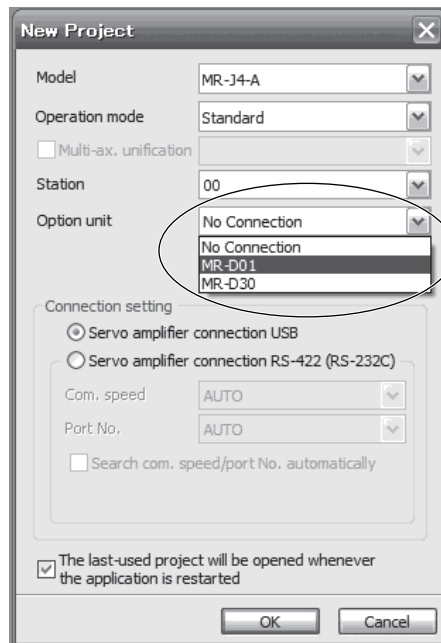 New Project
Model MR-J4-A
Operation mode Standard
Multi-ax. unification
Station 00
Option unit No Connection
No Connection
MR-D01
MR-D30
Connection setting
Servo amplifier connection USB
Servo amplifier connection RS-422 (RS-232C)
Com. speed AUTO
Port No. AUTO
Search com. speed/port No. automatically
The last-used project will be opened whenever
the application is restarted
OK Cancel